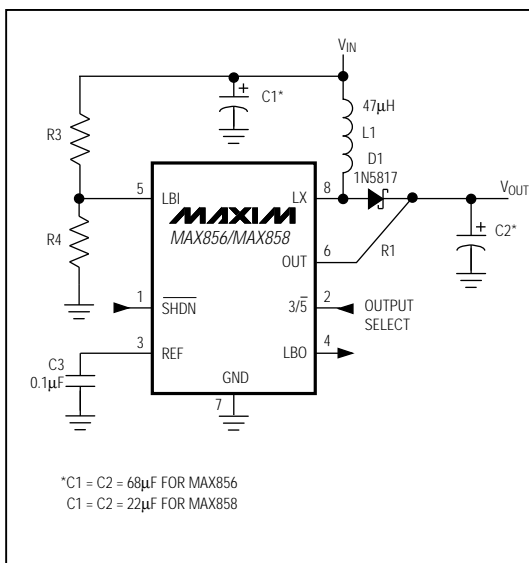 V_IN
C1*
+
47µH
L1
R3
D1
1N5817
5
LBI
MAXIM
MAX856/MAX858
LX
8
V_OUT
R4
OUT
6
R1
C2*
+
1
SHDN
3/5
2
OUTPUT
SELECT
3
REF
LBO
4
C3
0.1µF
GND
7
*C1 = C2 = 68µF FOR MAX856
C1 = C2 = 22µF FOR MAX858